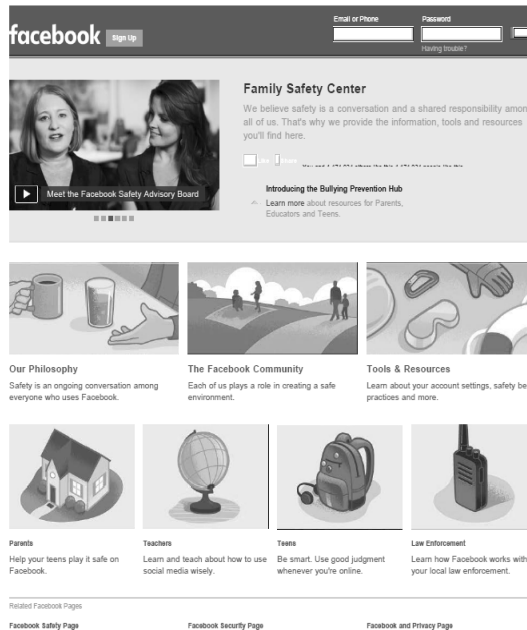 facebook Sign Up
Email or Phone Password
Having trouble?
Family Safety Center
We believe safety is a conversation and a shared responsibility amon
all of us. That's why we provide the information, tools and resources
you'll find here.
Like Share
Meet the Facebook Safety Advisory Board
Introducing the Bullying Prevention Hub
Learn more about resources for Parents,
Educators and Teens.
Our Philosophy
Safety is an ongoing conversation among
everyone who uses Facebook.
The Facebook Community
Each of us plays a role in creating a safe
environment.
Tools & Resources
Learn about your account settings, safety be
practices and more.
Parents
Help your teens play it safe on
Facebook.
Teachers
Learn and teach about how to use
social media wisely.
Teens
Be smart. Use good judgment
whenever you're online.
Law Enforcement
Learn how Facebook works with
your local law enforcement.
Related Facebook Pages
Facebook Safety Page Facebook Security Page Facebook and Privacy Page